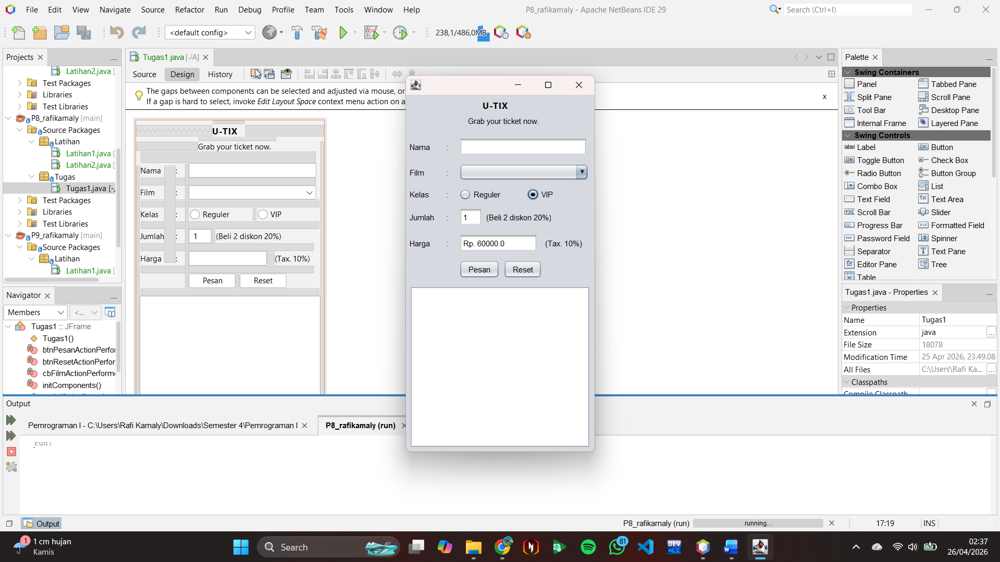 File Edit View Navigate Source Refactor Run Debug Profile Team Tools Window Help
P8_rafikamaly - Apache NetBeans IDE 29
Search (Ctrl+I)
<default config>
238,1/486,0MB
Projects
Latihan2.java [
Test Packages
Libraries
Test Libraries
P8_rafikamaly [main]
Source Packages
Latihan
Latihan1.java [
Latihan2.java [
Tugas
Tugas1.java [-/
Test Packages
Libraries
Test Libraries
P9_rafikamaly [main]
Source Packages
Latihan
Latihan1.java [
Navigator
Members
<...
Tugas1 :: JFrame
Tugas1()
btnPesanActionPerfor
btnResetActionPerfor
cbFilmActionPerforme
initComponents()
Tugas1.java [-/A]
Source Design History
The gaps between components can be selected and adjusted via mouse, or
If a gap is hard to select, invoke Edit Layout Space context menu action on a
x
U-TIX
Grab your ticket now.
Nama :
Film :
Kelas : Reguler VIP
Jumlah : 1 (Beli 2 diskon 20%)
Harga : (Tax. 10%)
Pesan Reset
U-TIX
Grab your ticket now.
Nama :
Film :
Kelas : Reguler VIP
Jumlah : 1 (Beli 2 diskon 20%)
Harga : Rp. 60000.0 (Tax. 10%)
Pesan Reset
Palette
Swing Containers
Panel Tabbed Pane
Split Pane Scroll Pane
Tool Bar Desktop Pane
Internal Frame Layered Pane
Swing Controls
label Label OK Button
ON Toggle Button Check Box
Radio Button Button Group
Combo Box List
Text Field Text Area
Scroll Bar Slider
Progress Bar Formatted Field
Password Field Spinner
Separator Text Pane
Editor Pane Tree
Table
Tugas1.java - Properties
Properties
Name Tugas1
Extension java ...
File Size 18078
Modification Time 25 Apr 2026, 23.49.08
All Files C:\Users\Rafi Ka... ...
Classpaths
Compile Classpath
Output
Pemrograman I - C:\Users\Rafi Kamaly\Downloads\Semester 4\Pemrograman I
P8_rafikamaly (run)
run:
Output
P8_rafikamaly (run) running... 17:19 INS
1
1 cm hujan
Kamis
Search
81
DEV
02:37
26/04/2026